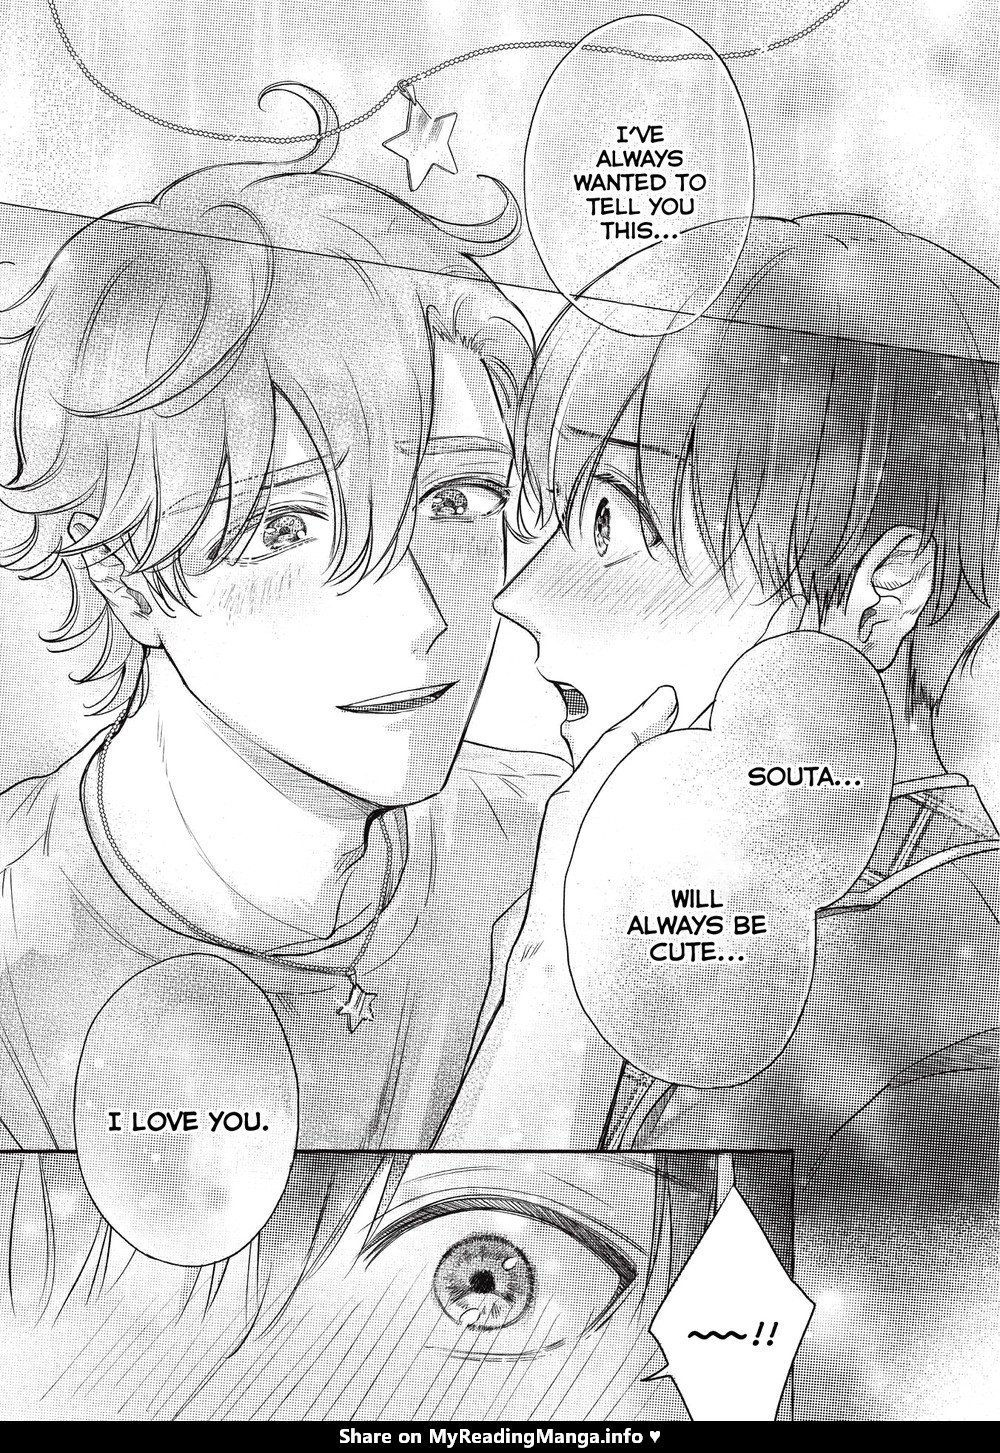 I'VE
ALWAYS
WANTED TO
TELL YOU
THIS...
SOUTA...
WILL
ALWAYS BE
CUTE...
I LOVE YOU.
~~!!
Share on MyReadingManga.info ♥